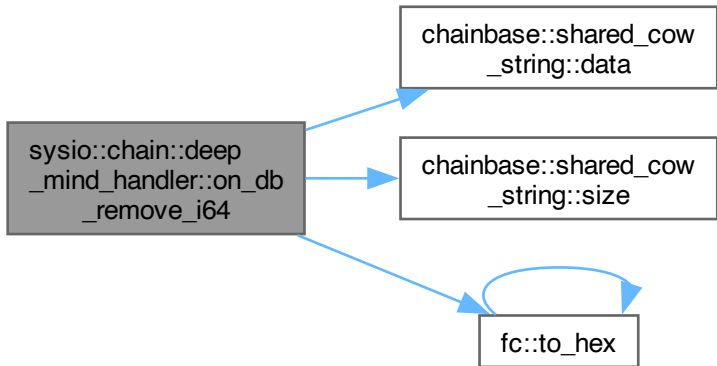 sysio::chain::deep
_mind_handler::on_db
_remove_i64
chainbase::shared_cow
_string::data
chainbase::shared_cow
_string::size
fc::to_hex